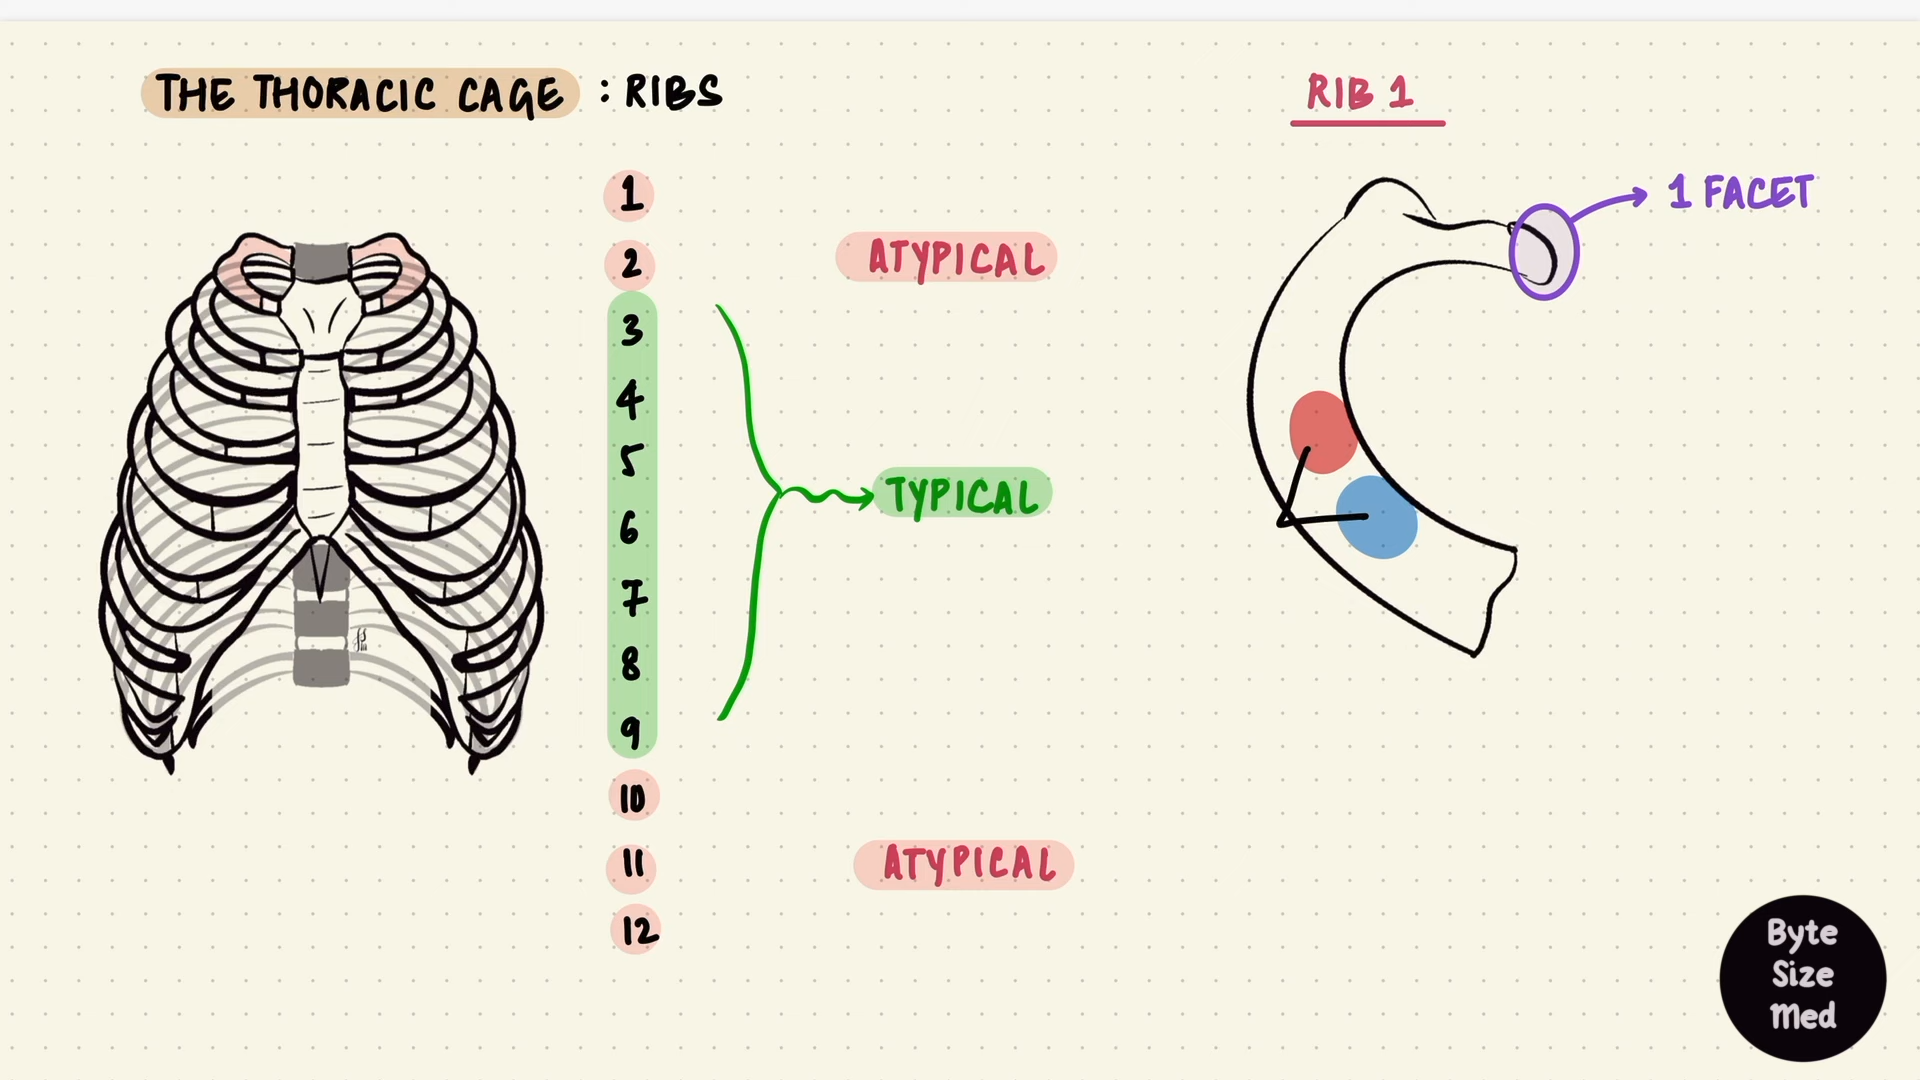 THE THORACIC CAGE : RIBS
RIB 1
1 FACET
1
2
ATYPICAL
3
4
5
6
7
8
9
TYPICAL
10
11
12
ATYPICAL
Byte
Size
Med